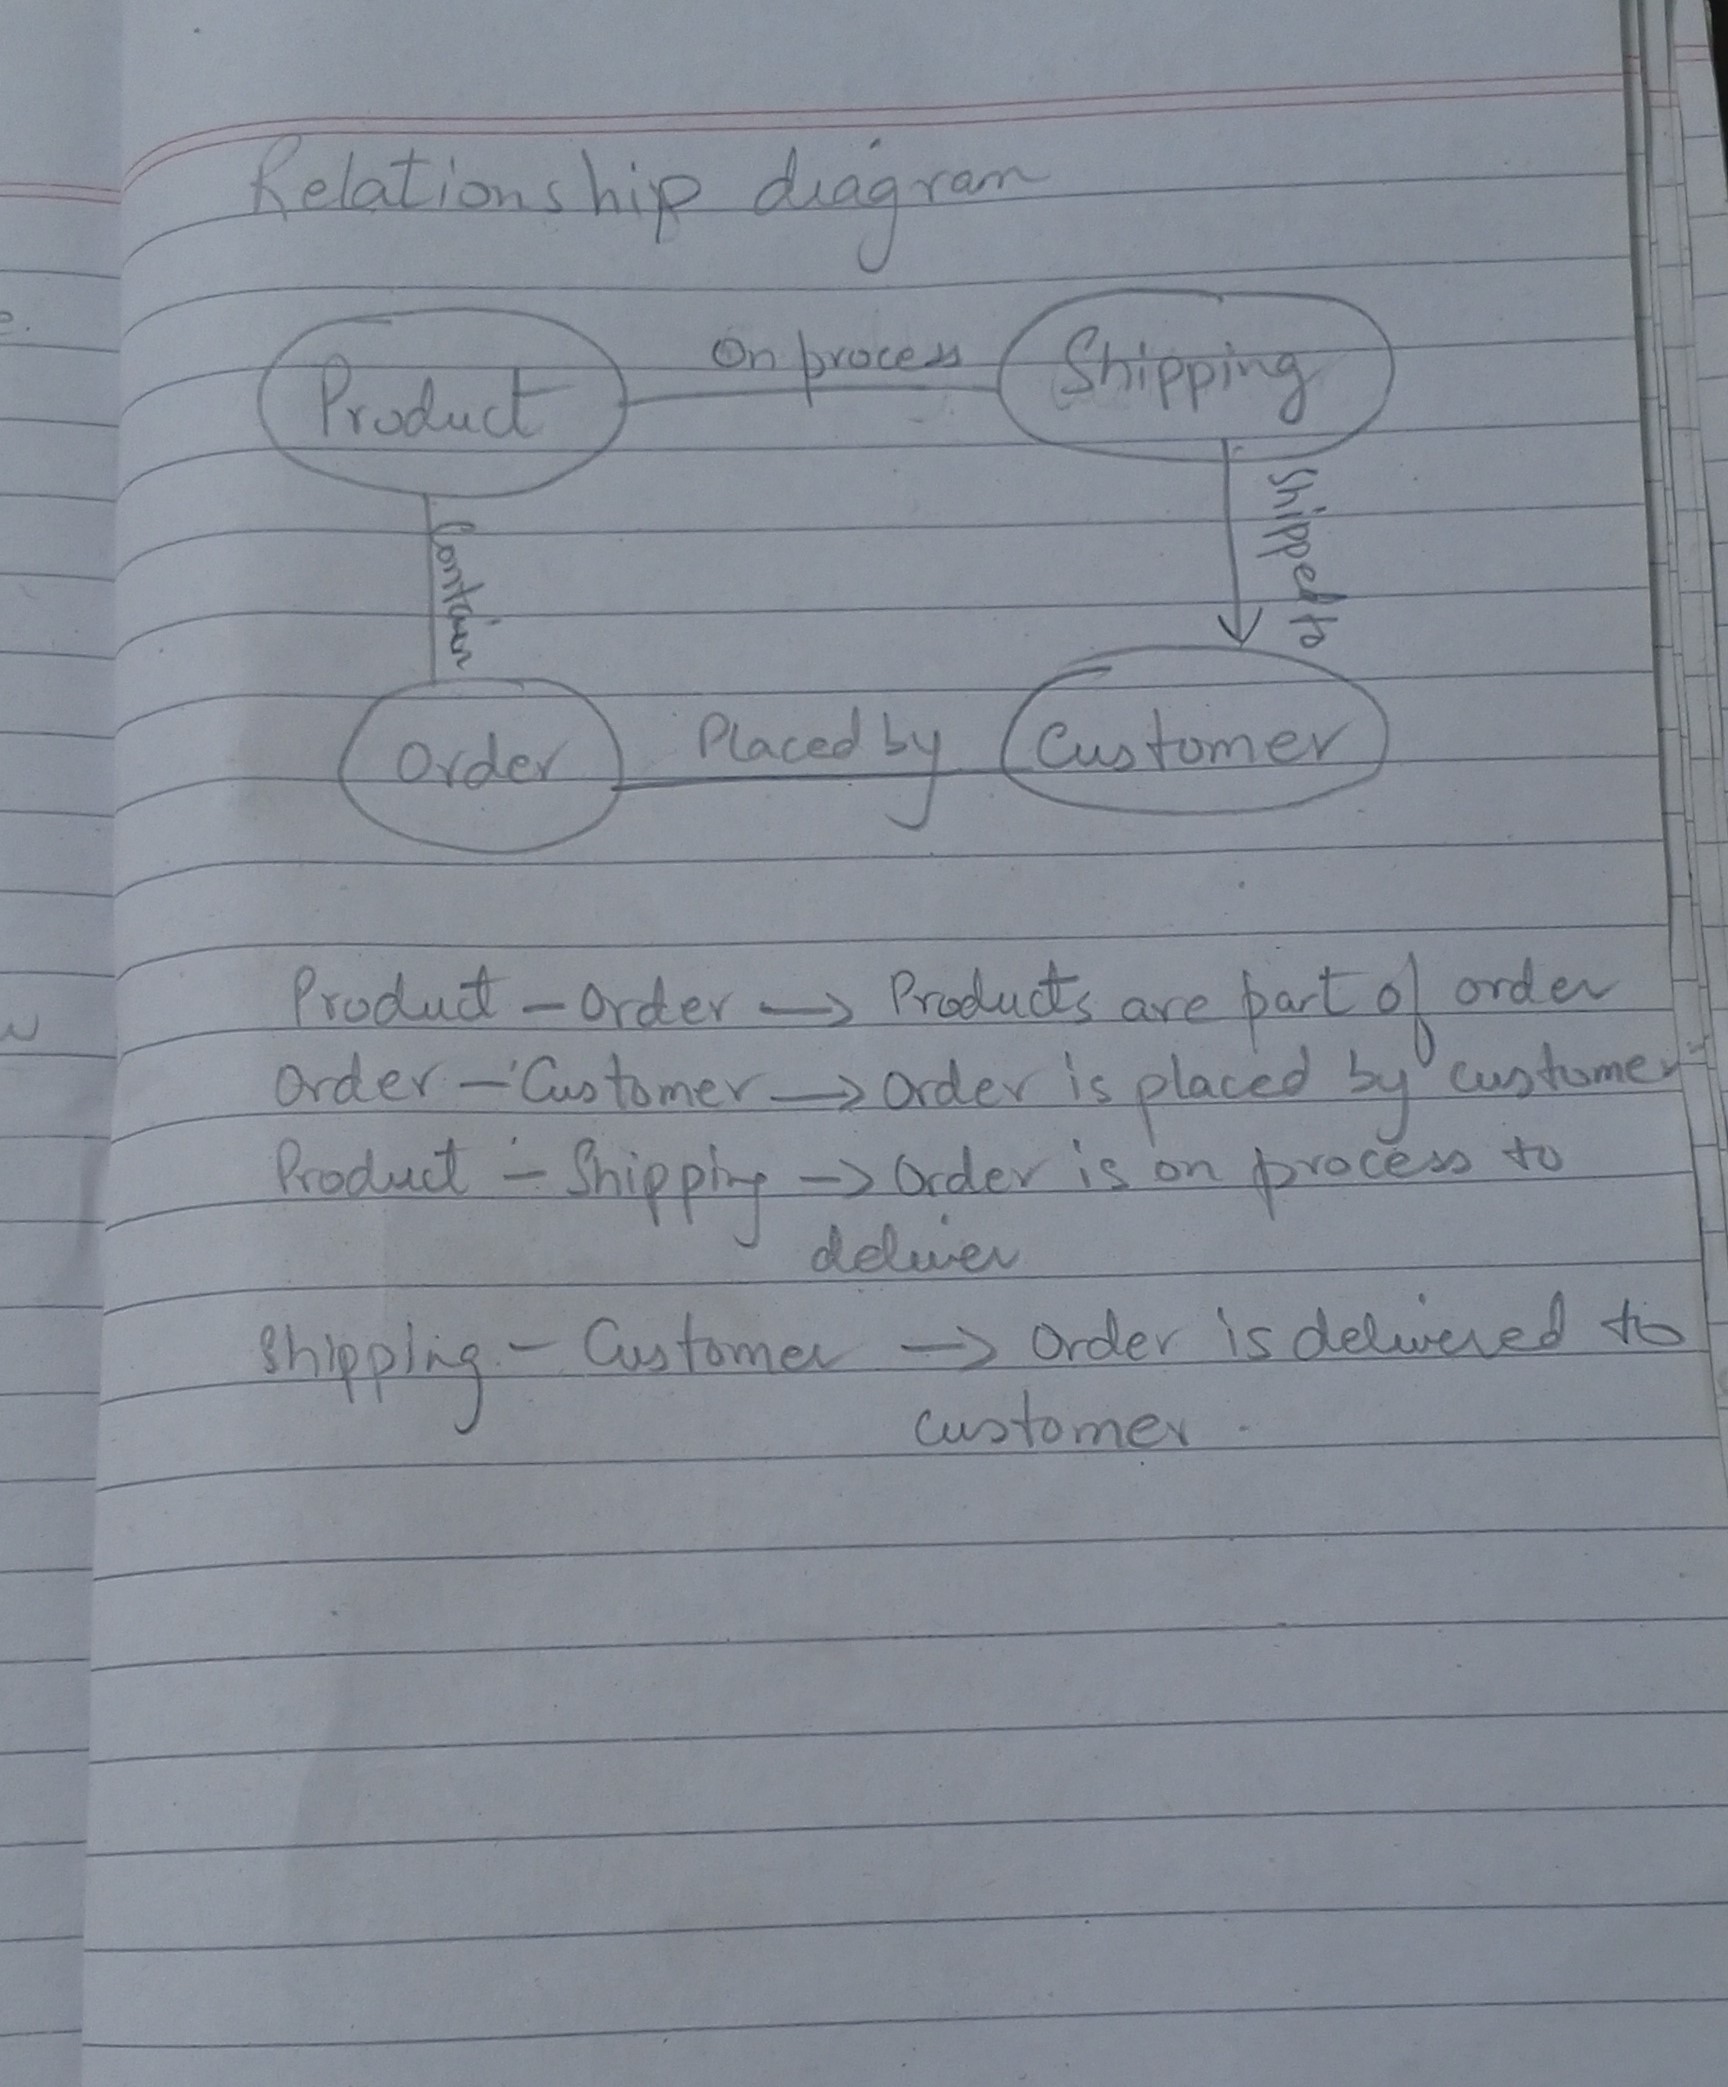 Relationship diagram
Product On process Shipping
Contain
Shipped to
Order Placed by Customer
Product - Order -> Products are part of order
Order - Customer -> Order is placed by customer
Product - Shipping -> Order is on process to
deliver
Shipping - Customer -> Order is delivered to
customer.